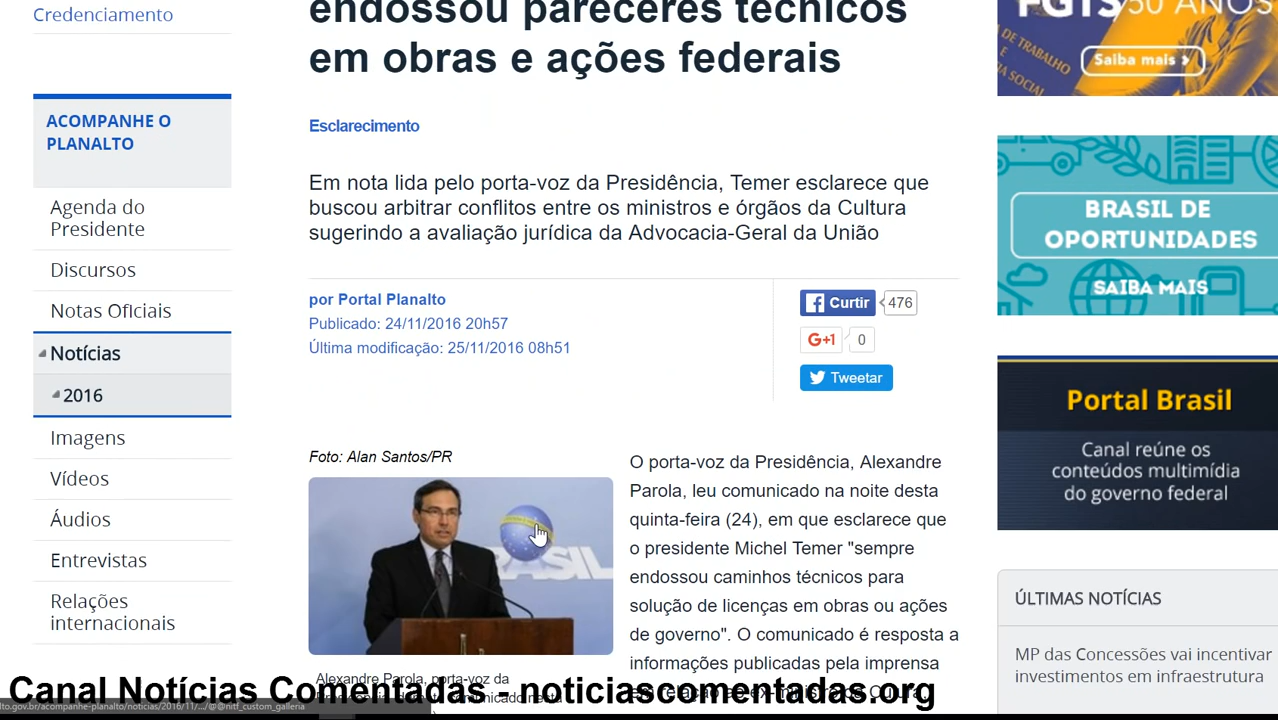 Credenciamento
ACOMPANHE O
PLANALTO
Agenda do
Presidente
Discursos
Notas Oficiais
Notícias
2016
Imagens
Vídeos
Áudios
Entrevistas
Relações
internacionais
endossou pareceres técnicos
em obras e ações federais
Esclarecimento
Em nota lida pelo porta-voz da Presidência, Temer esclarece que
buscou arbitrar conflitos entre os ministros e órgãos da Cultura
sugerindo a avaliação jurídica da Advocacia-Geral da União
por Portal Planalto
Publicado: 24/11/2016 20h57
Última modificação: 25/11/2016 08h51
Curtir 476
G+1 0
Tweetar
Foto: Alan Santos/PR
Alexandre Parola, porta-voz da
O porta-voz da Presidência, Alexandre
Parola, leu comunicado na noite desta
quinta-feira (24), em que esclarece que
o presidente Michel Temer "sempre
endossou caminhos técnicos para
solução de licenças em obras ou ações
de governo". O comunicado é resposta a
informações publicadas pela imprensa
FGTS/50 ANOS
DE TRABALHO
Saiba mais
BRASIL DE
OPORTUNIDADES
SAIBA MAIS
Portal Brasil
Canal reúne os
conteúdos multimídia
do governo federal
ÚLTIMAS NOTÍCIAS
MP das Concessões vai incentivar
investimentos em infraestrutura
Canal Notícias Comentadas - noticiascomentadas.org